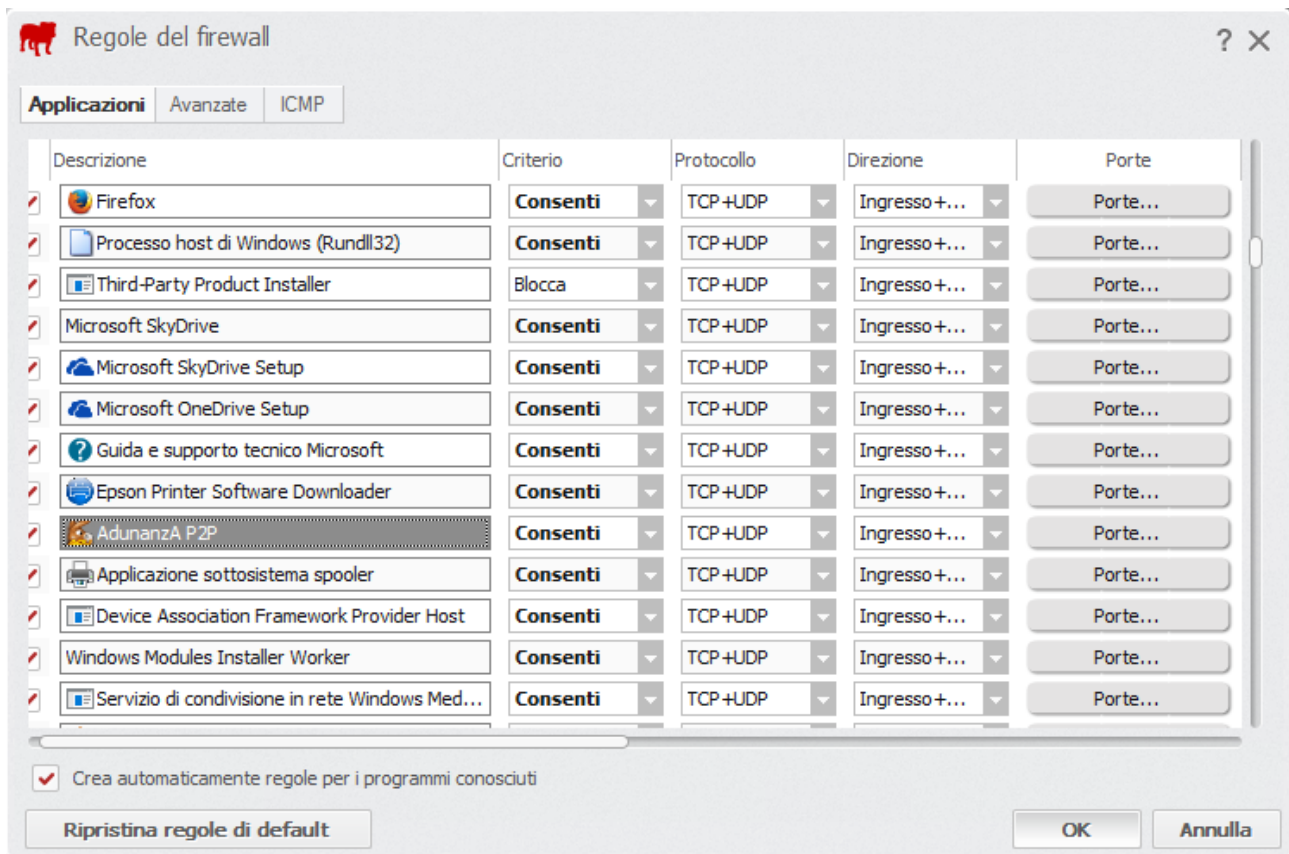 Regole del firewall
? ×
Applicazioni Avanzate ICMP
Descrizione Criterio Protocollo Direzione Porte
Firefox Consenti TCP+UDP Ingresso+... Porte...
Processo host di Windows (Rundll32) Consenti TCP+UDP Ingresso+... Porte...
Third-Party Product Installer Blocca TCP+UDP Ingresso+... Porte...
Microsoft SkyDrive Consenti TCP+UDP Ingresso+... Porte...
Microsoft SkyDrive Setup Consenti TCP+UDP Ingresso+... Porte...
Microsoft OneDrive Setup Consenti TCP+UDP Ingresso+... Porte...
Guida e supporto tecnico Microsoft Consenti TCP+UDP Ingresso+... Porte...
Epson Printer Software Downloader Consenti TCP+UDP Ingresso+... Porte...
AdunanzA P2P Consenti TCP+UDP Ingresso+... Porte...
Applicazione sottosistema spooler Consenti TCP+UDP Ingresso+... Porte...
Device Association Framework Provider Host Consenti TCP+UDP Ingresso+... Porte...
Windows Modules Installer Worker Consenti TCP+UDP Ingresso+... Porte...
Servizio di condivisione in rete Windows Med... Consenti TCP+UDP Ingresso+... Porte...
Crea automaticamente regole per i programmi conosciuti
Ripristina regole di default OK Annulla